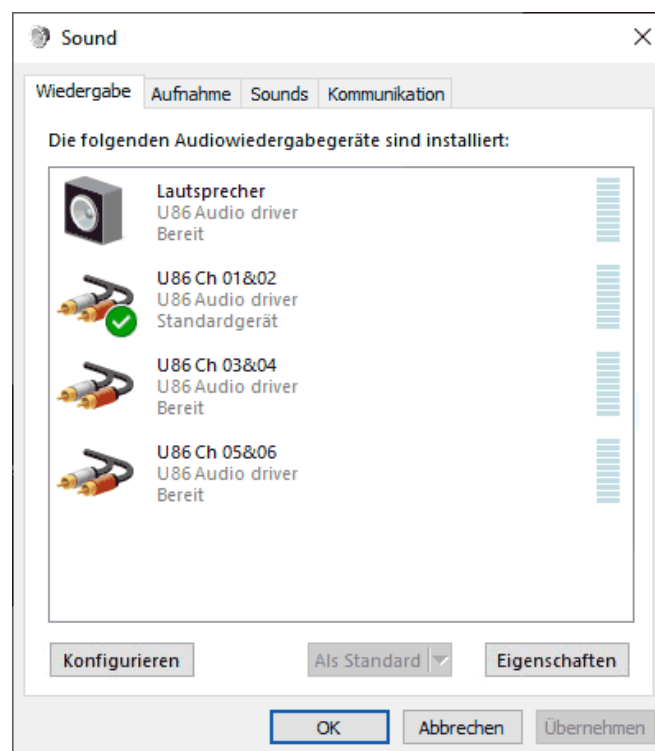 Sound
Wiedergabe Aufnahme Sounds Kommunikation
Die folgenden Audiowiedergabegeräte sind installiert:
Lautsprecher
U86 Audio driver
Bereit
U86 Ch 01&02
U86 Audio driver
Standardgerät
U86 Ch 03&04
U86 Audio driver
Bereit
U86 Ch 05&06
U86 Audio driver
Bereit
Konfigurieren Als Standard Eigenschaften
OK Abbrechen Übernehmen